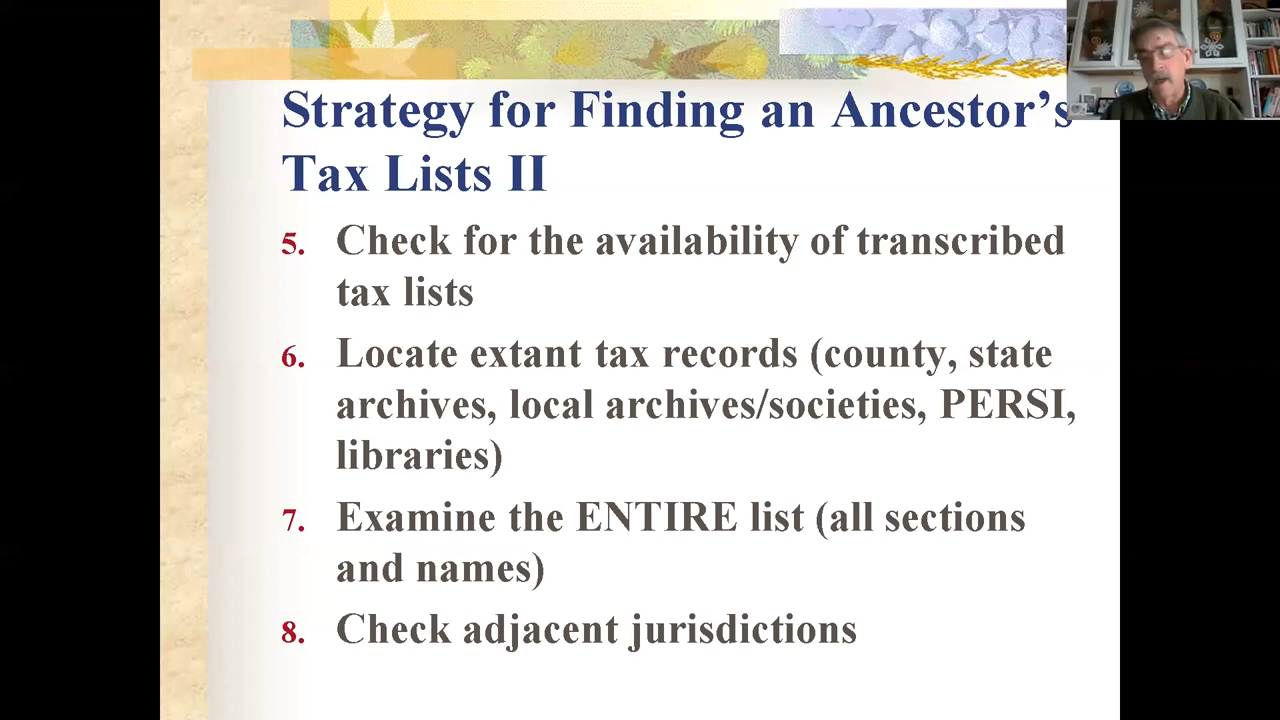 Strategy for Finding an Ancestor's
Tax Lists II
5. Check for the availability of transcribed
tax lists
6. Locate extant tax records (county, state
archives, local archives/societies, PERSI,
libraries)
7. Examine the ENTIRE list (all sections
and names)
8. Check adjacent jurisdictions